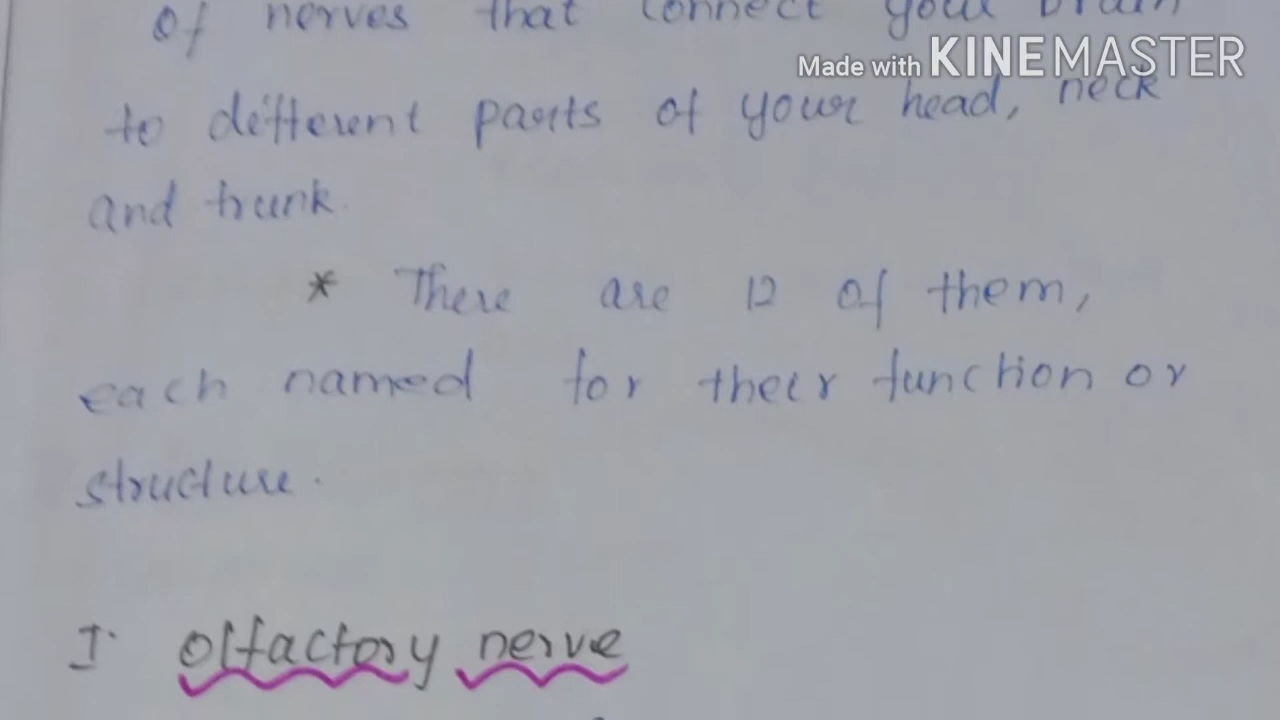 of nerves that connect your brain
Made with KINEMASTER
to different parts of your head, neck
and trunk.
* There are 12 of them,
each named for their function or
structure.
I. olfactory nerve